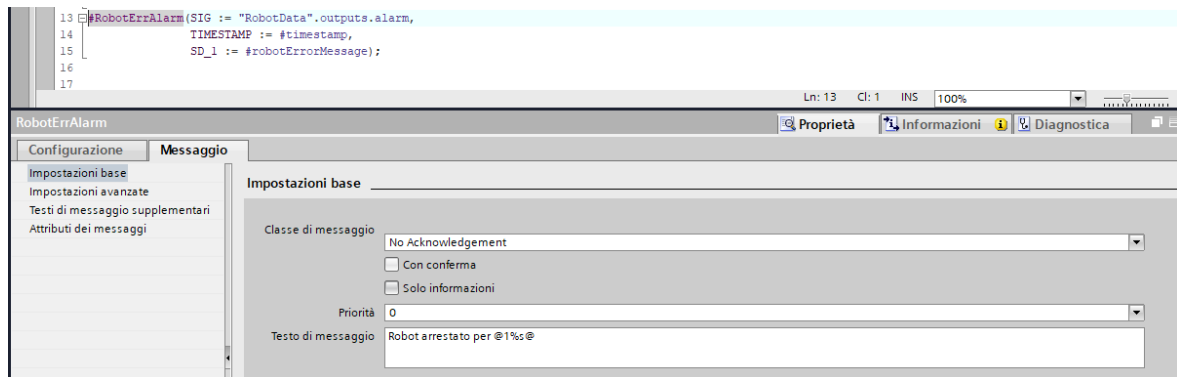 13 #RobotErrAlarm(SIG := "RobotData".outputs.alarm,
14 TIMESTAMP := #timestamp,
15 SD_1 := #robotErrorMessage);
16
17
Ln: 13 Cl: 1 INS 100%
RobotErrAlarm Proprietà Informazioni Diagnostica
Configurazione Messaggio
Impostazioni base
Impostazioni avanzate
Testi di messaggio supplementari
Attributi dei messaggi
Impostazioni base
Classe di messaggio
No Acknowledgement
Con conferma
Solo informazioni
Priorità 0
Testo di messaggio Robot arrestato per @1%s@